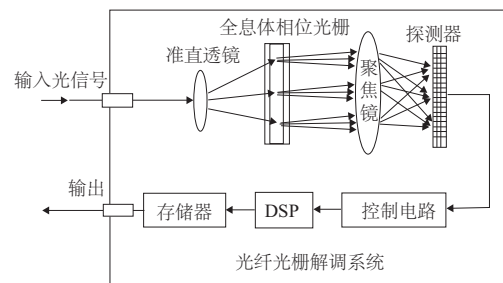 全息体相位光栅
探测器
准直透镜
输入光信号
聚焦镜
输出
存储器
DSP
控制电路
光纤光栅解调系统